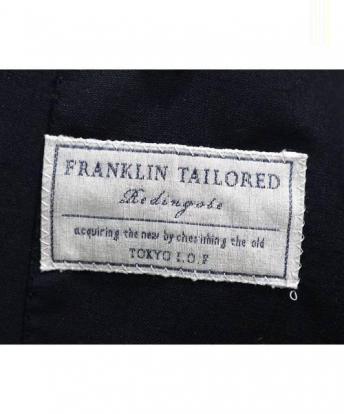 FRANKLIN TAILORED
Redingote
acquiring the new by cherishing the old
TOKYO I.O.F